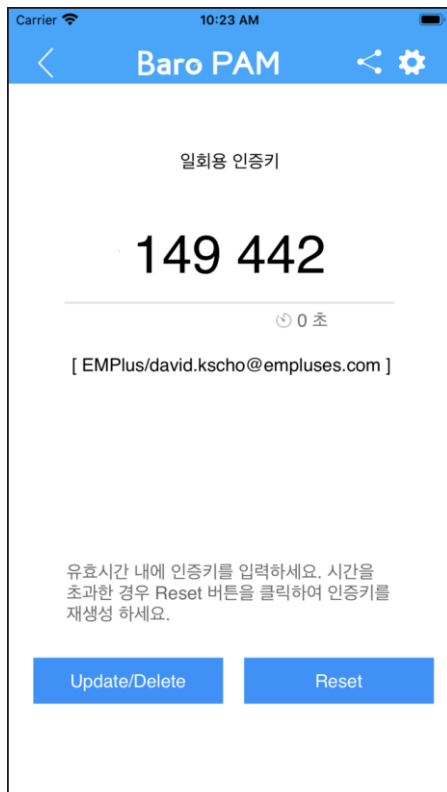 Carrier 10:23 AM
Baro PAM
일회용 인증키
149 442
0 초
[ EMPlus/david.kscho@empluses.com ]
유효시간 내에 인증키를 입력하세요. 시간을
초과한 경우 Reset 버튼을 클릭하여 인증키를
재생성 하세요.
Update/Delete Reset